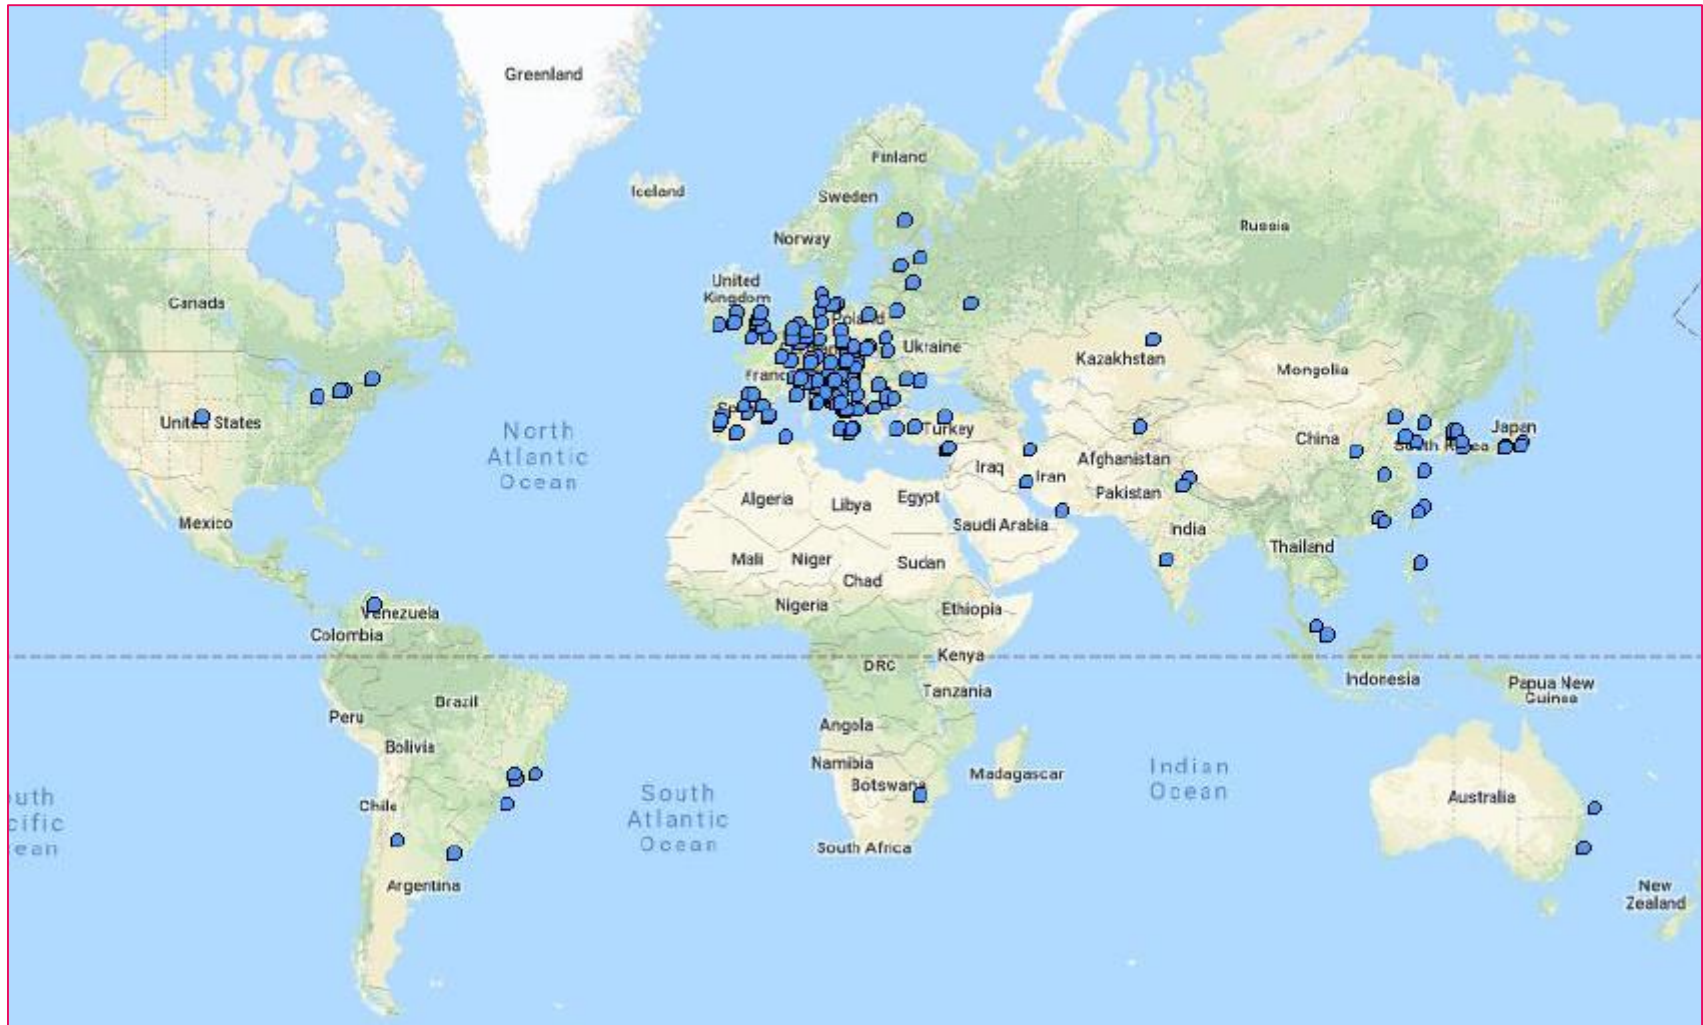 Greenland
Finland
Iceland
Sweden
Russia
Norway
United
Kingdom
Canada
Poland
Ukraine
Kazakhstan
Mongolia
United States
North
Atlantic
Ocean
Turkey
China
Japan
Iraq
Iran
Afghanistan
Pakistan
Algeria
Libya
Egypt
Saudi Arabia
India
Mexico
Thailand
Mali
Niger
Chad
Sudan
Nigeria
Ethiopia
Venezuela
Colombia
DRC
Kenya
Indonesia
Papua New
Guinea
Tanzania
Brazil
Peru
Angola
Bolivia
Namibia
Botswana
Madagascar
Indian
Ocean
Australia
Chile
South
Atlantic
Ocean
South Africa
Argentina
New
Zealand